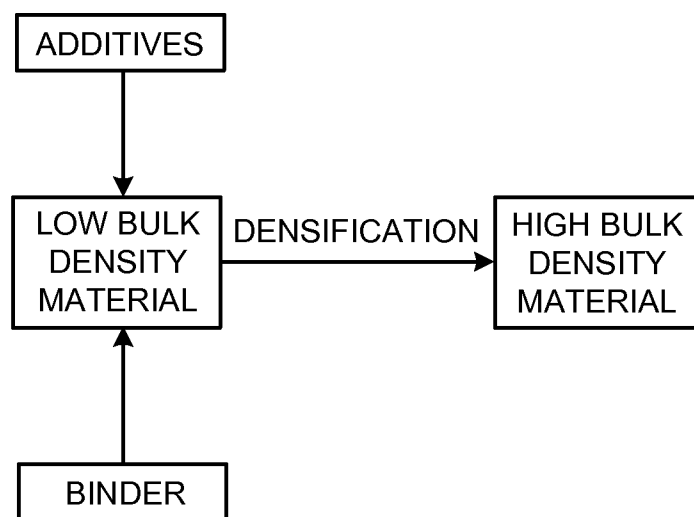 ADDITIVES
LOW BULK
DENSITY
MATERIAL
DENSIFICATION
HIGH BULK
DENSITY
MATERIAL
BINDER